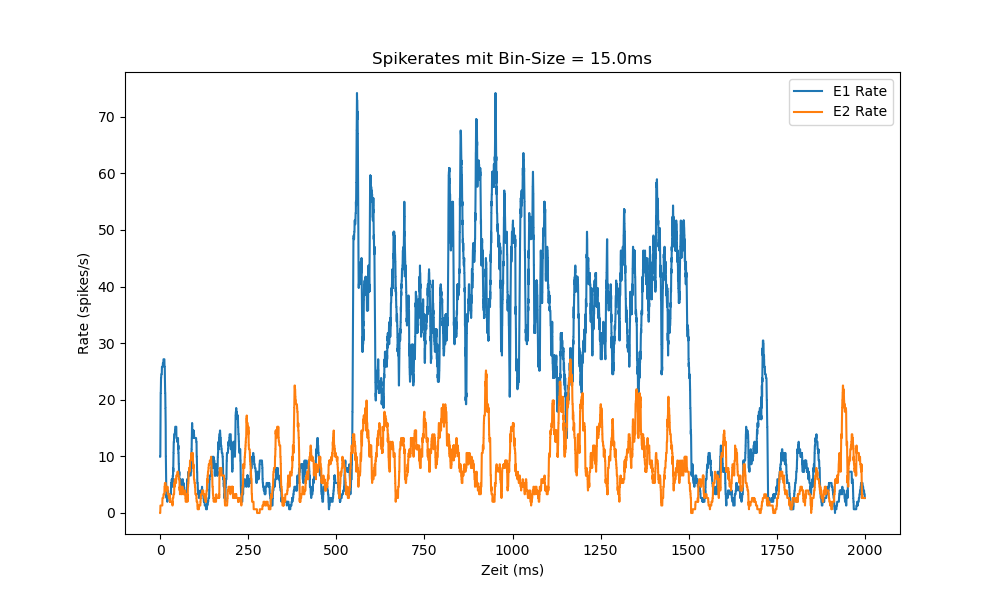 Spikerates mit Bin-Size = 15.0ms
E1 Rate
E2 Rate
Rate (spikes/s)
70
60
50
40
30
20
10
0
0 250 500 750 1000 1250 1500 1750 2000
Zeit (ms)